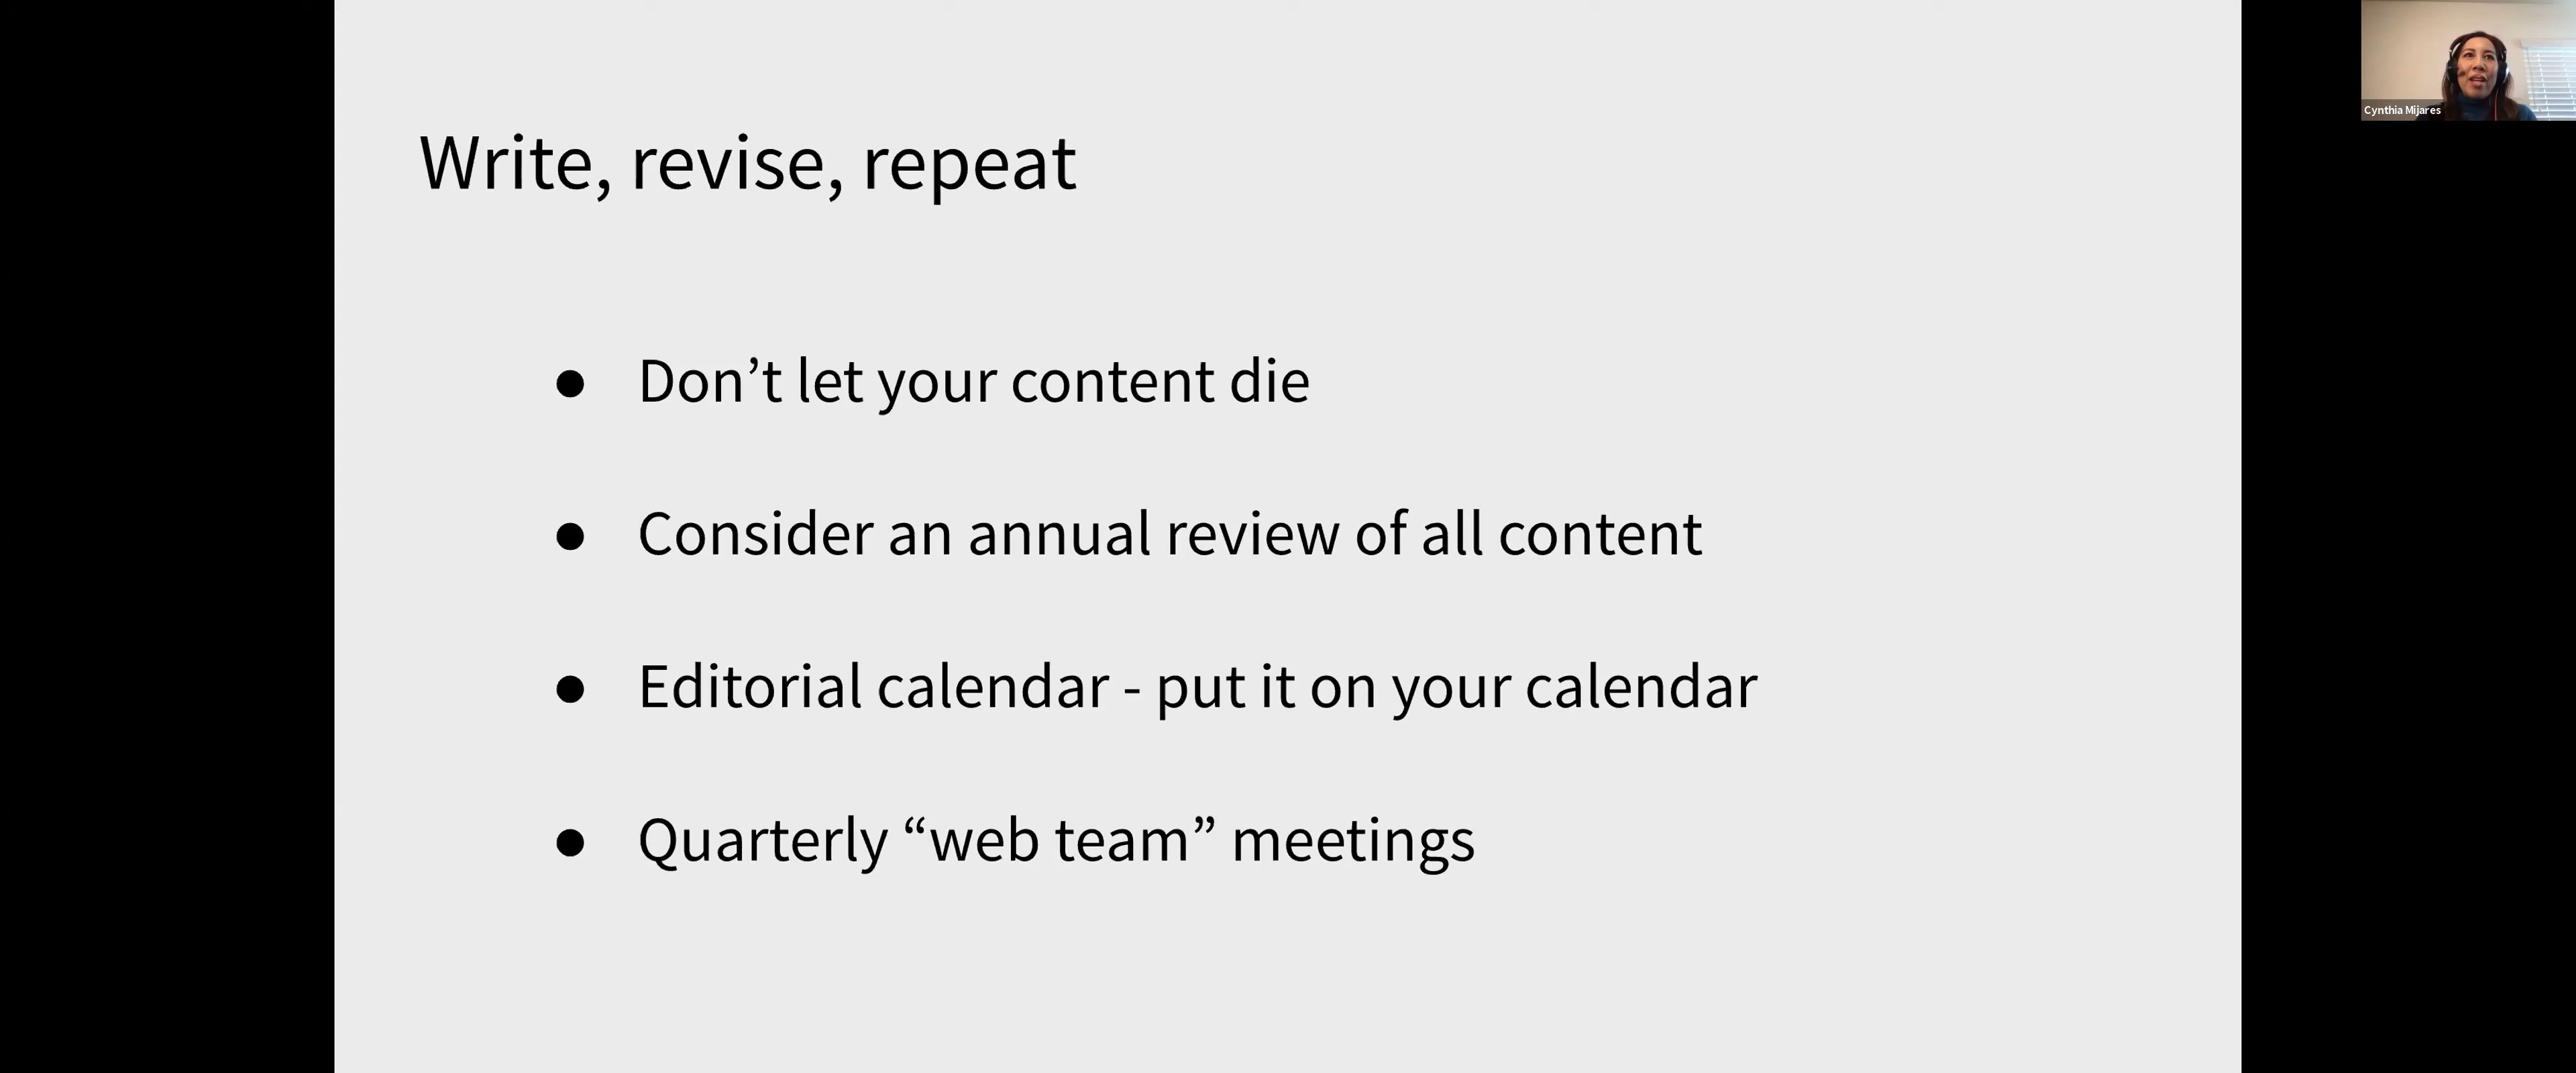 Write, revise, repeat
● Don’t let your content die
● Consider an annual review of all content
● Editorial calendar - put it on your calendar
● Quarterly “web team” meetings
Cynthia Mijares